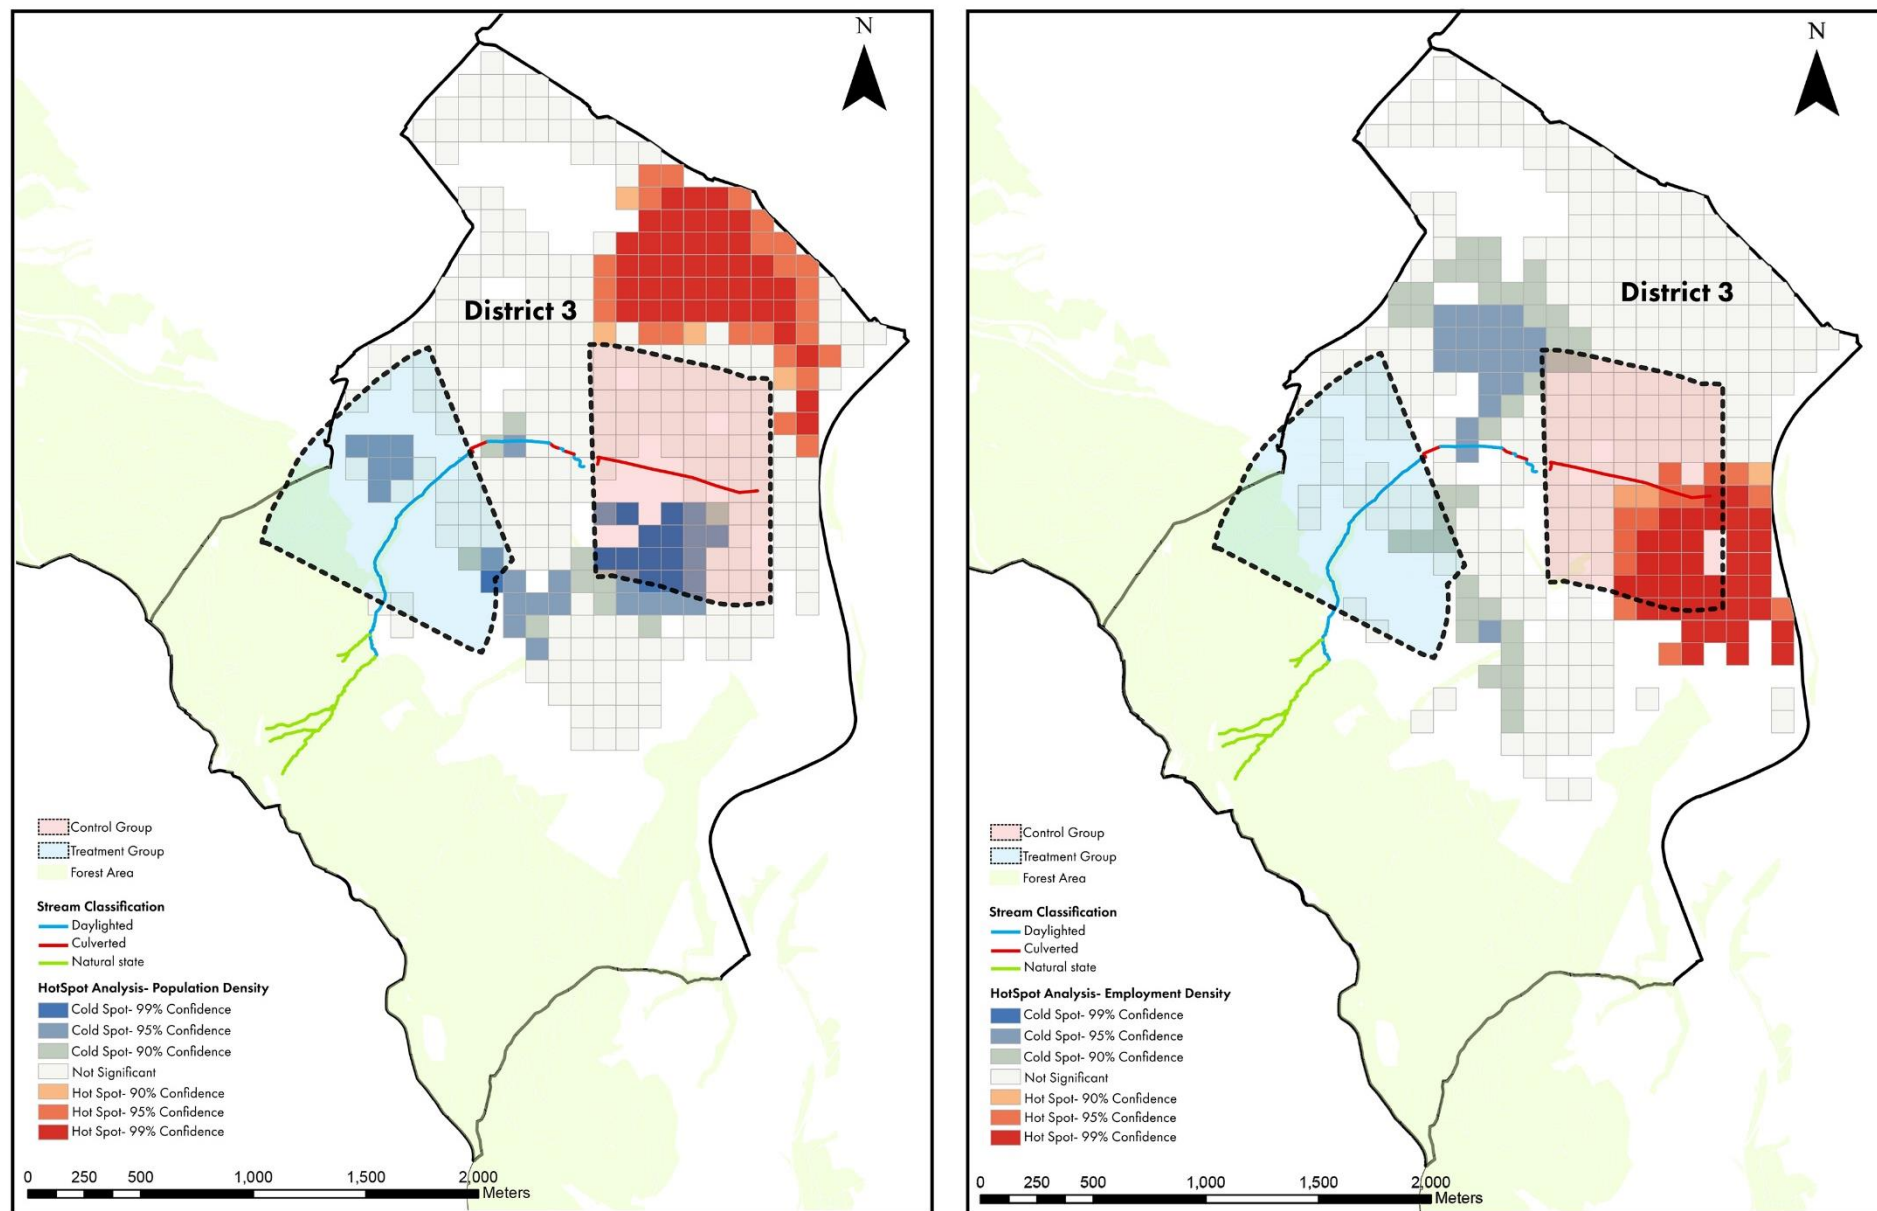 N
District 3
Control Group
Treatment Group
Forest Area
Stream Classification
Daylighted
Culverted
Natural state
HotSpot Analysis- Population Density
Cold Spot- 99% Confidence
Cold Spot- 95% Confidence
Cold Spot- 90% Confidence
Not Significant
Hot Spot- 90% Confidence
Hot Spot- 95% Confidence
Hot Spot- 99% Confidence
0 250 500 1,000 1,500 2,000
Meters
N
District 3
Control Group
Treatment Group
Forest Area
Stream Classification
Daylighted
Culverted
Natural state
HotSpot Analysis- Employment Density
Cold Spot- 99% Confidence
Cold Spot- 95% Confidence
Cold Spot- 90% Confidence
Not Significant
Hot Spot- 90% Confidence
Hot Spot- 95% Confidence
Hot Spot- 99% Confidence
0 250 500 1,000 1,500 2,000
Meters